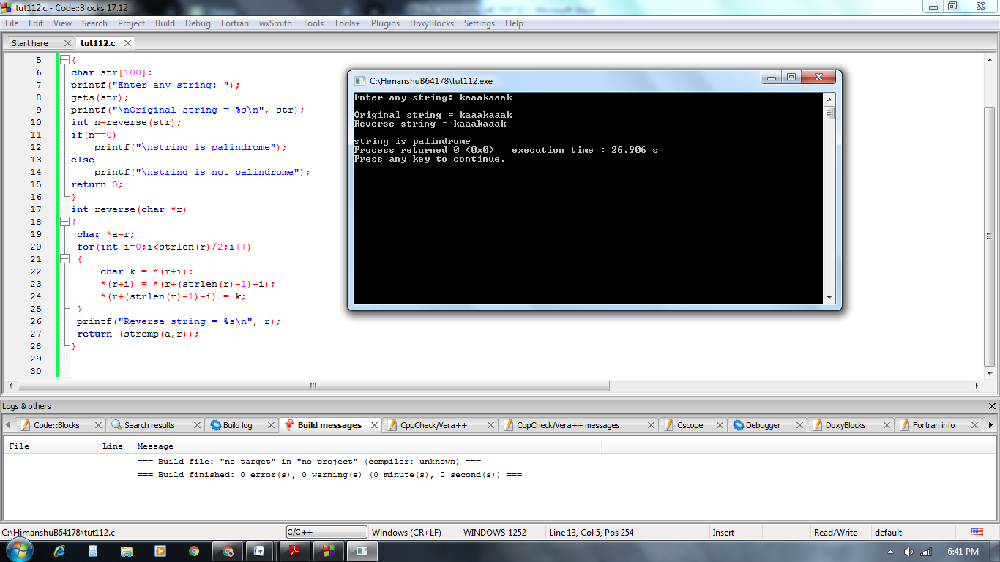 tut112.c - Code::Blocks 17.12
File Edit View Search Project Build Debug Fortran wxSmith Tools Tools+ Plugins DoxyBlocks Settings Help
Start here tut112.c
5 {
6 char str[100];
7 printf("Enter any string: ");
8 gets(str);
9 printf("\nOriginal string = %s\n", str);
10 int n=reverse(str);
11 if(n==0)
12 printf("\nstring is palindrome");
13 else
14 printf("\nstring is not palindrome");
15 return 0;
16 }
17 int reverse(char *r)
18 {
19 char *a=r;
20 for(int i=0;i<strlen(r)/2;i++)
21 {
22 char k = *(r+i);
23 *(r+i) = *(r+(strlen(r)-1)-i);
24 *(r+(strlen(r)-1)-i) = k;
25 }
26 printf("Reverse string = %s\n", r);
27 return (strcmp(a,r));
28 }
29
30
C:\HimanshuB64178\tut112.exe
Enter any string: kaaakaaak
Original string = kaaakaaak
Reverse string = kaaakaaak
string is palindrome
Process returned 0 (0x0) execution time : 26.906 s
Press any key to continue.
Logs & others
Code::Blocks Search results Build log Build messages CppCheck/Vera++ CppCheck/Vera++ messages Cscope Debugger DoxyBlocks Fortran info
File Line Message
=== Build file: "no target" in "no project" (compiler: unknown) ===
=== Build finished: 0 error(s), 0 warning(s) (0 minute(s), 0 second(s)) ===
C:\HimanshuB64178\tut112.c C/C++ Windows (CR+LF) WINDOWS-1252 Line 13, Col 5, Pos 254 Insert Read/Write default
6:41 PM